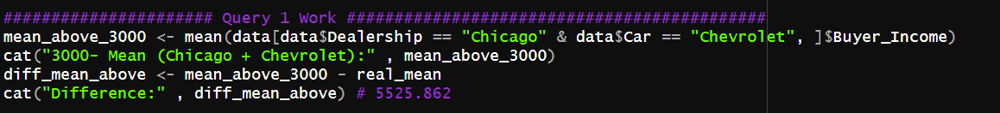 ###################### Query 1 Work ############################################
mean_above_3000 <- mean(data[data$Dealership == "Chicago" & data$Car == "Chevrolet", ]$Buyer_Income)
cat("3000- Mean (Chicago + Chevrolet):" , mean_above_3000)
diff_mean_above <- mean_above_3000 - real_mean
cat("Difference:" , diff_mean_above) # 5525.862